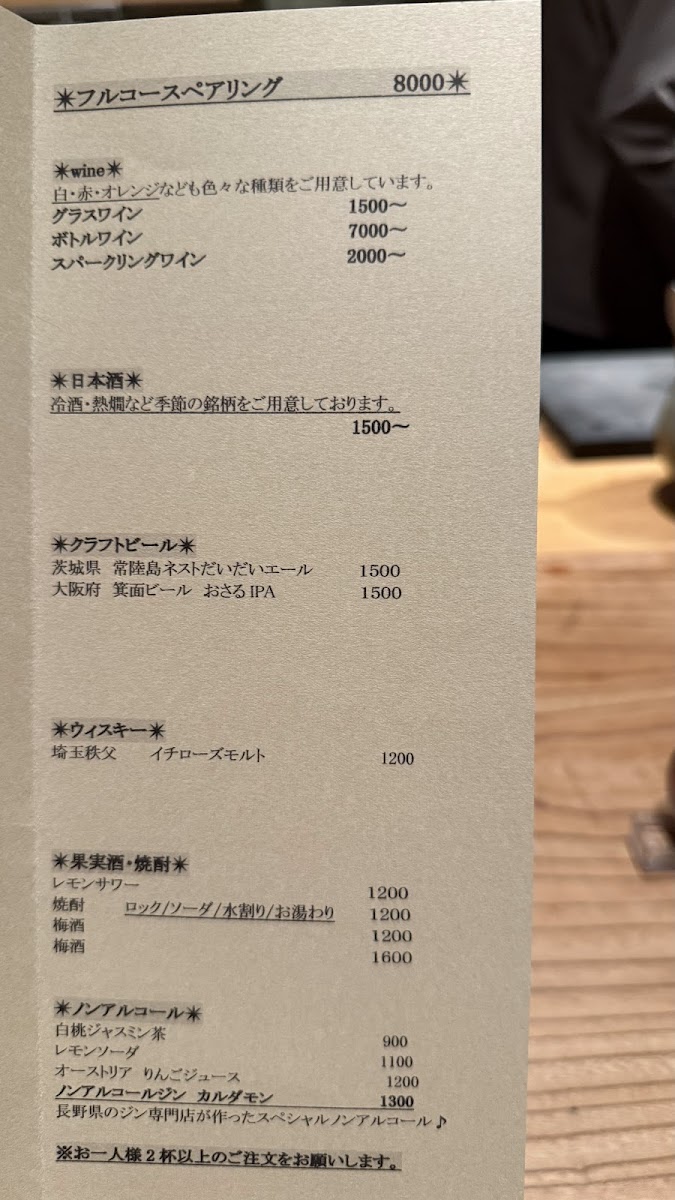 ✴フルコースペアリング 8000✴
✴wine✴
白・赤・オレンジなども色々な種類をご用意しています。
グラスワイン 1500～
ボトルワイン 7000～
スパークリングワイン 2000～
✴日本酒✴
冷酒・熱燗など季節の銘柄をご用意しております。
1500～
✴クラフトビール✴
茨城県 常陸島ネストだいだいエール 1500
大阪府 箕面ビール おさるIPA 1500
✴ウィスキー✴
埼玉秩父 イチローズモルト 1200
✴果実酒・焼酎✴
レモンサワー 1200
焼酎 ロック/ソーダ/水割り/お湯わり 1200
梅酒 1200
梅酒 1600
✴ノンアルコール✴
白桃ジャスミン茶 900
レモンソーダ 1100
オーストリア りんごジュース 1200
ノンアルコールジン カルダモン 1300
長野県のジン専門店が作ったスペシャルノンアルコール♪
※お一人様2杯以上のご注文をお願いします。